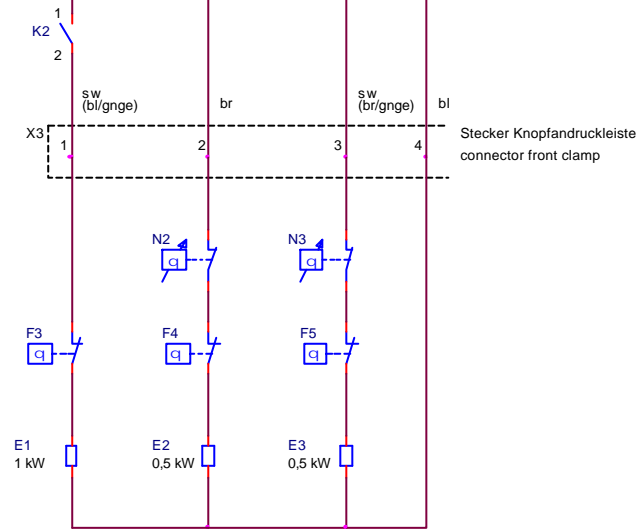 1
K2
2
sw
(bl/gnge)
br
sw
(br/gnge)
bl
X3
1
2
3
4
Stecker Knopfandruckleiste
connector front clamp
N2
q
N3
q
F3
q
F4
q
F5
q
E1
1 kW
E2
0,5 kW
E3
0,5 kW